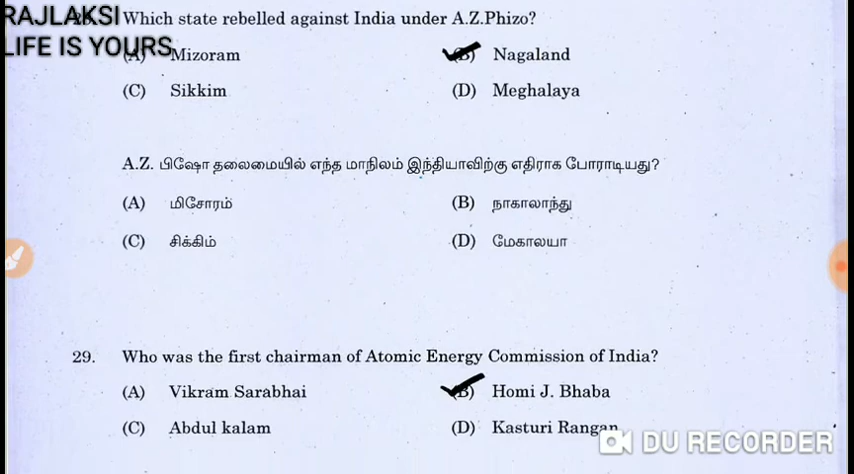 RAJLAKSI
28. Which state rebelled against India under A.Z.Phizo?
LIFE IS YOURS
(A) Mizoram (B) Nagaland
(C) Sikkim (D) Meghalaya
A.Z. பிஷோ தலைமையில் எந்த மாநிலம் இந்தியாவிற்கு எதிராக போராடியது?
(A) மிசோரம் (B) நாகாலாந்து
(C) சிக்கிம் (D) மேகாலயா
29. Who was the first chairman of Atomic Energy Commission of India?
(A) Vikram Sarabhai (B) Homi J. Bhaba
(C) Abdul kalam (D) Kasturi Rangan
DU RECORDER